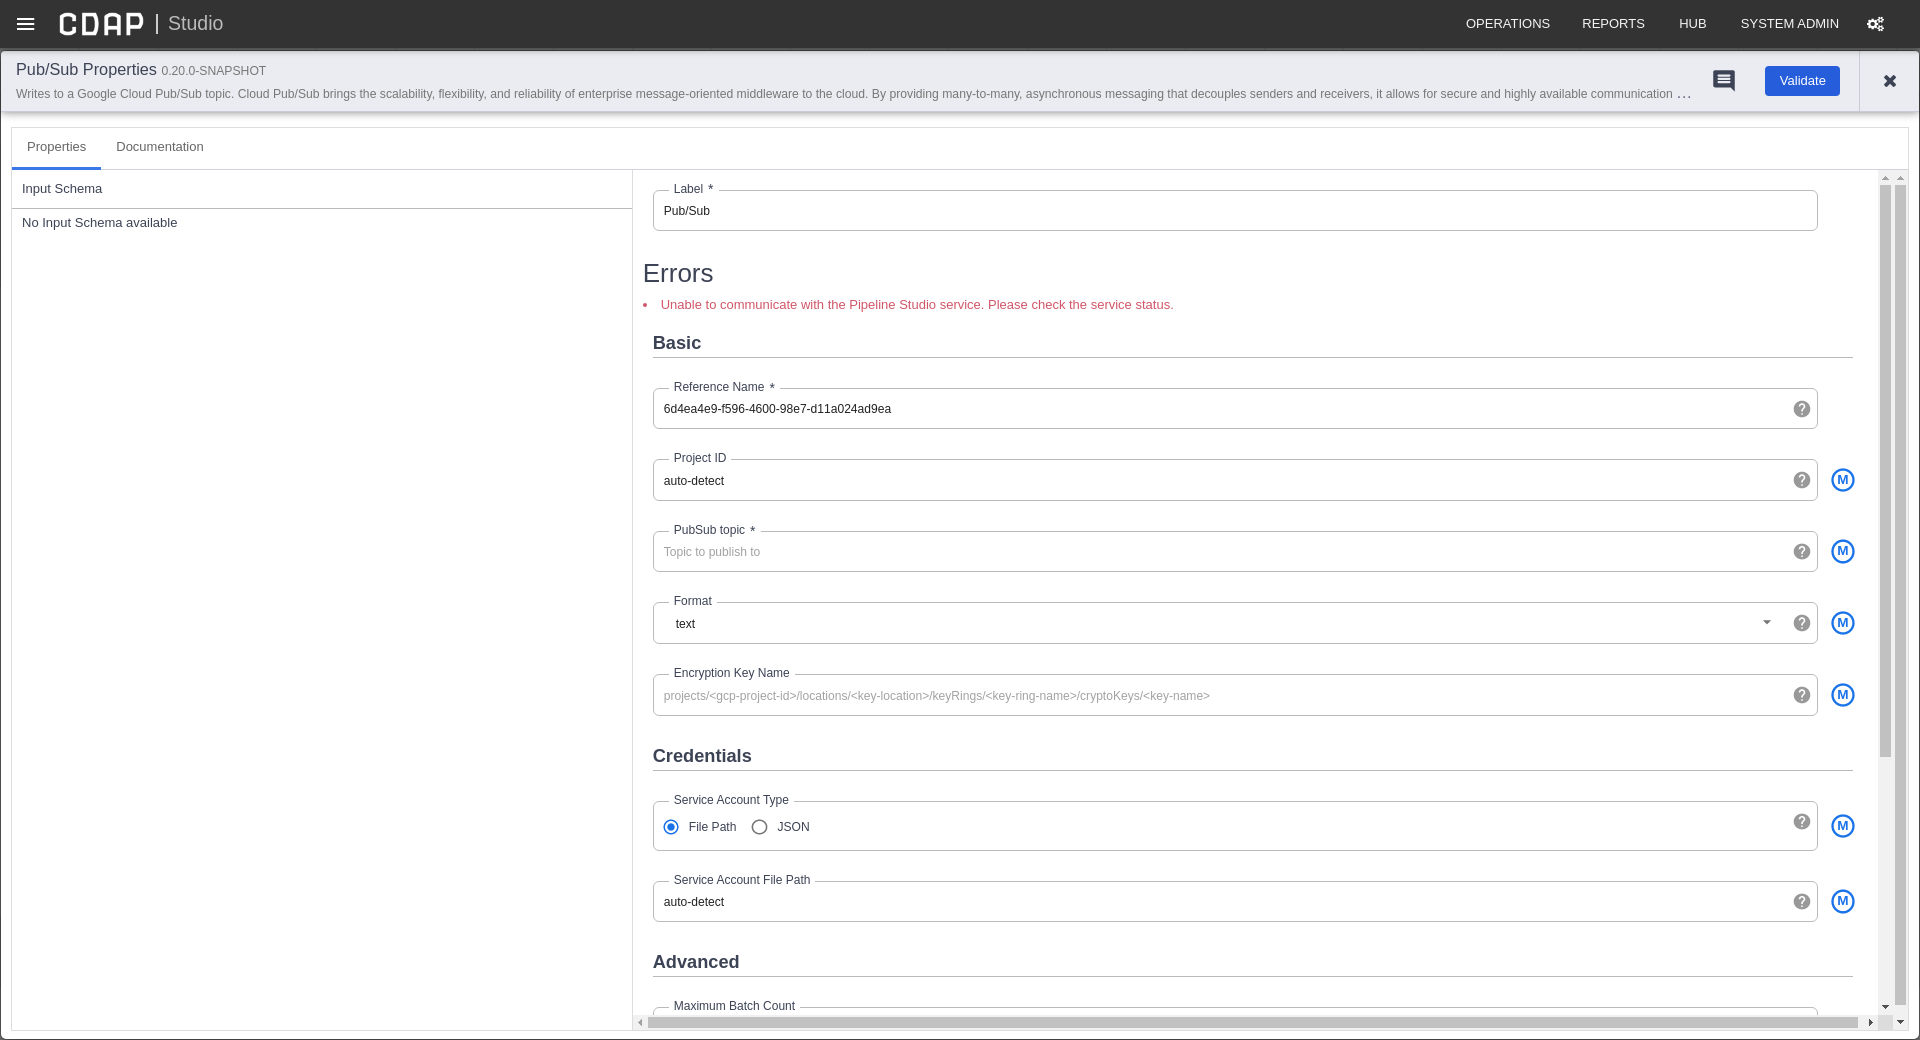 CDAP | Studio
OPERATIONS REPORTS HUB SYSTEM ADMIN
Pub/Sub Properties 0.20.0-SNAPSHOT
Writes to a Google Cloud Pub/Sub topic. Cloud Pub/Sub brings the scalability, flexibility, and reliability of enterprise message-oriented middleware to the cloud. By providing many-to-many, asynchronous messaging that decouples senders and receivers, it allows for secure and highly available communication ...
Validate
Properties Documentation
Input Schema
No Input Schema available
Label *
Pub/Sub
Errors
• Unable to communicate with the Pipeline Studio service. Please check the service status.
Basic
Reference Name *
6d4ea4e9-f596-4600-98e7-d11a024ad9ea
?
Project ID
auto-detect
? M
PubSub topic *
Topic to publish to
? M
Format
text
? M
Encryption Key Name
projects/<gcp-project-id>/locations/<key-location>/keyRings/<key-ring-name>/cryptoKeys/<key-name>
? M
Credentials
Service Account Type
File Path JSON
? M
Service Account File Path
auto-detect
? M
Advanced
Maximum Batch Count